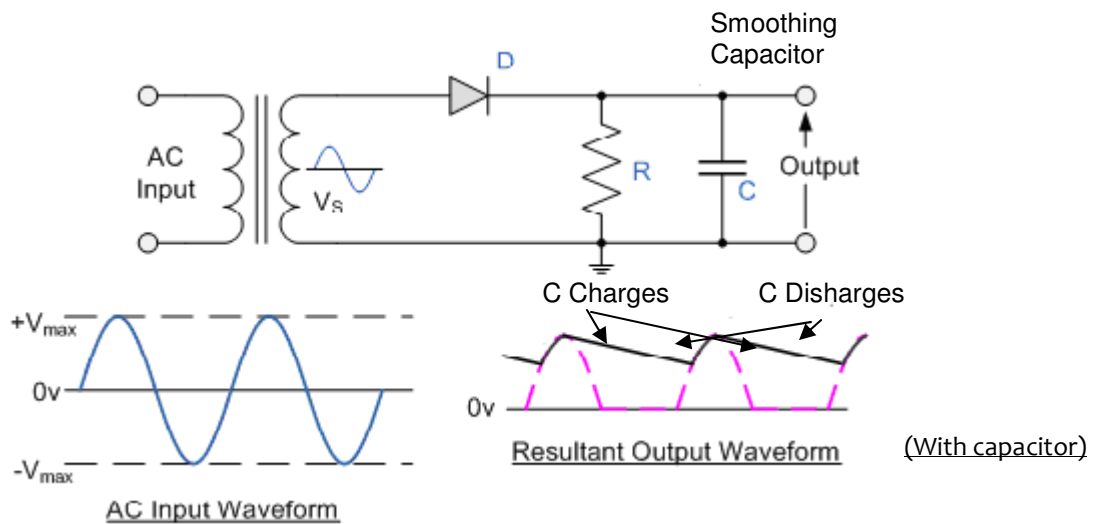 Smoothing
Capacitor
D
AC
Input
Vs
R
C
Output
C Charges
C Disharges
+Vmax
0v
-Vmax
AC Input Waveform
0v
Resultant Output Waveform
(With capacitor)